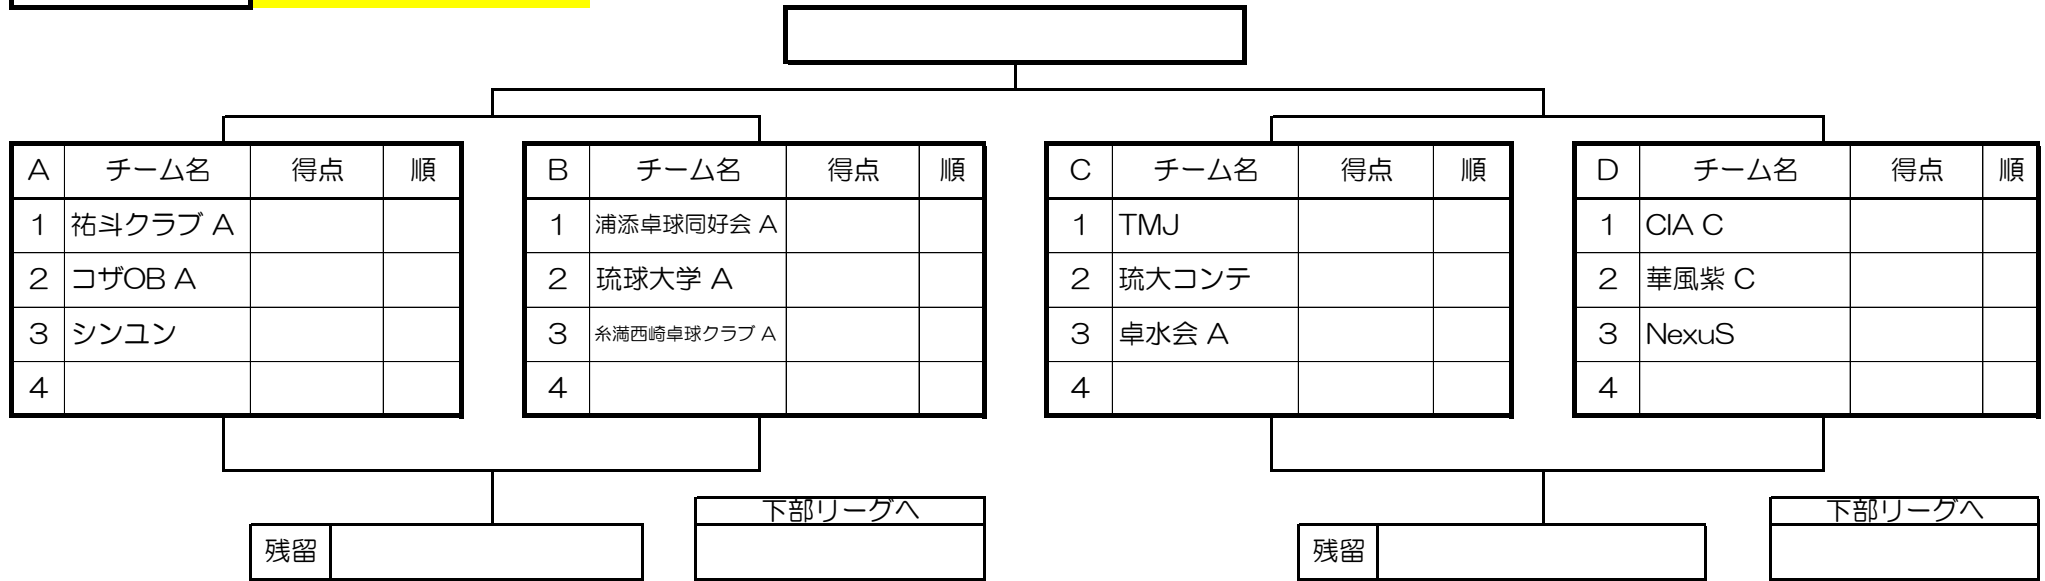 A チーム名 得点 順
1 祐斗クラブ A
2 コザOB A
3 シンユン
4
B チーム名 得点 順
1 浦添卓球同好会 A
2 琉球大学 A
3 糸満西崎卓球クラブ A
4
C チーム名 得点 順
1 TMJ
2 琉大コンテ
3 卓水会 A
4
D チーム名 得点 順
1 CIA C
2 華風紫 C
3 NexuS
4
残留
下部リーグへ
残留
下部リーグへ